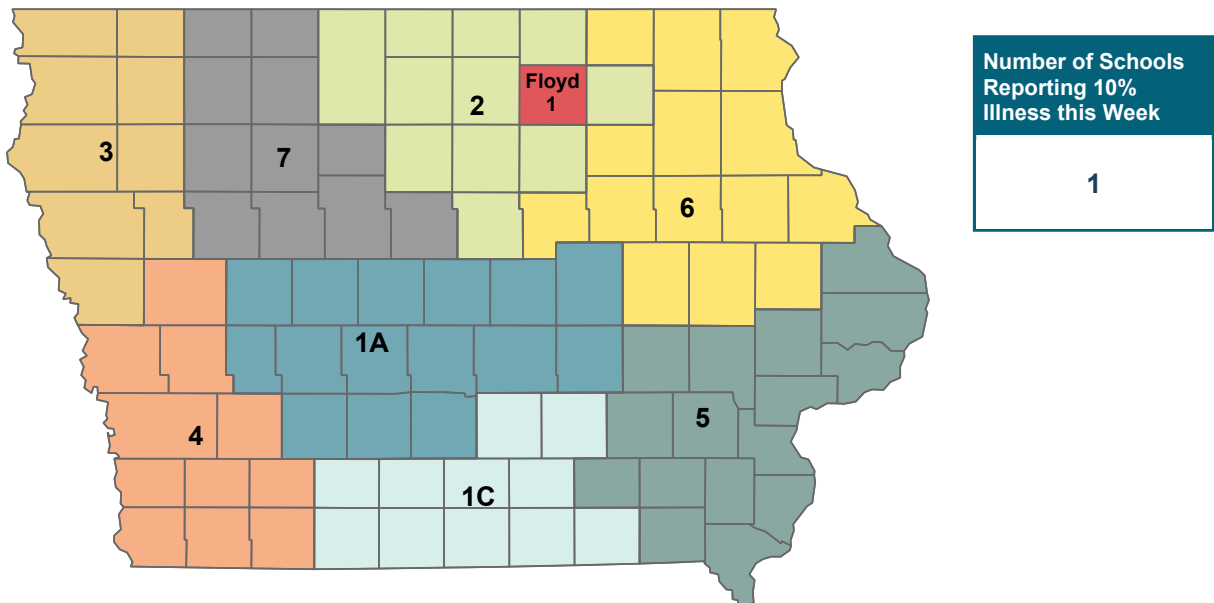 Floyd
1
2
3
7
6
1A
4
5
1C
Number of Schools
Reporting 10%
Illness this Week
1